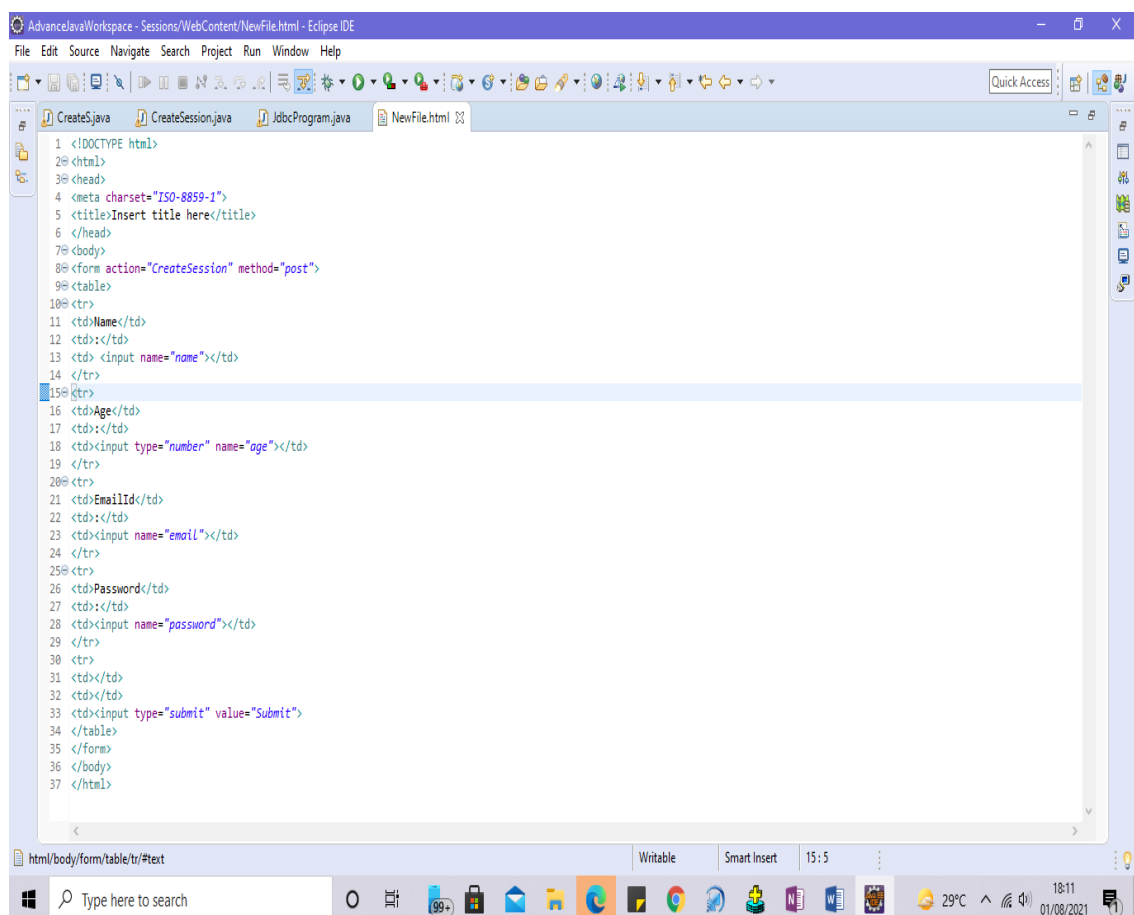 AdvanceJavaWorkspace - Sessions/WebContent/NewFile.html - Eclipse IDE
File Edit Source Navigate Search Project Run Window Help
Quick Access
CreateS.java CreateSession.java JdbcProgram.java NewFile.html
1 <!DOCTYPE html>
2 <html>
3 <head>
4 <meta charset="ISO-8859-1">
5 <title>Insert title here</title>
6 </head>
7 <body>
8 <form action="CreateSession" method="post">
9 <table>
10 <tr>
11 <td>Name</td>
12 <td>:</td>
13 <td> <input name="name"></td>
14 </tr>
15 <tr>
16 <td>Age</td>
17 <td>:</td>
18 <td><input type="number" name="age"></td>
19 </tr>
20 <tr>
21 <td>EmailId</td>
22 <td>:</td>
23 <td><input name="email"></td>
24 </tr>
25 <tr>
26 <td>Password</td>
27 <td>:</td>
28 <td><input name="password"></td>
29 </tr>
30 <tr>
31 <td></td>
32 <td></td>
33 <td><input type="submit" value="Submit">
34 </table>
35 </form>
36 </body>
37 </html>
html/body/form/table/tr/#text Writable Smart Insert 15 : 5
Type here to search 99+ 29°C 18:11
01/08/2021